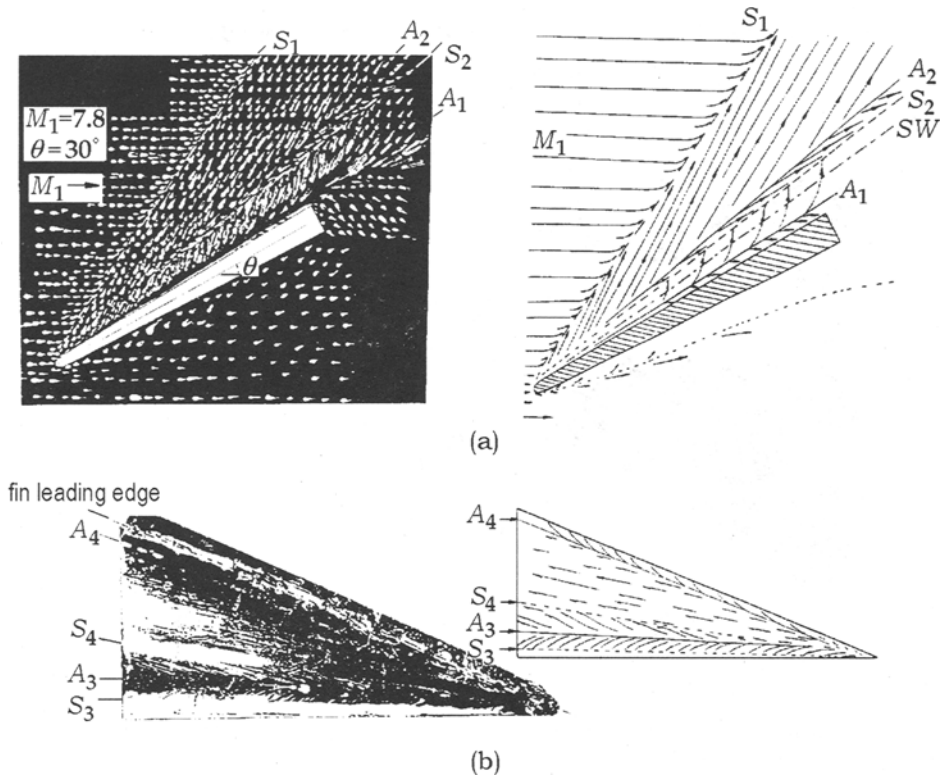 S₁
A₂
S₂
A₁
M₁=7.8
θ=30°
M₁
θ
S₁
A₂
S₂
SW
M₁
A₁
(a)
fin leading edge
A₄
S₄
A₃
S₃
A₄
S₄
A₃
S₃
(b)